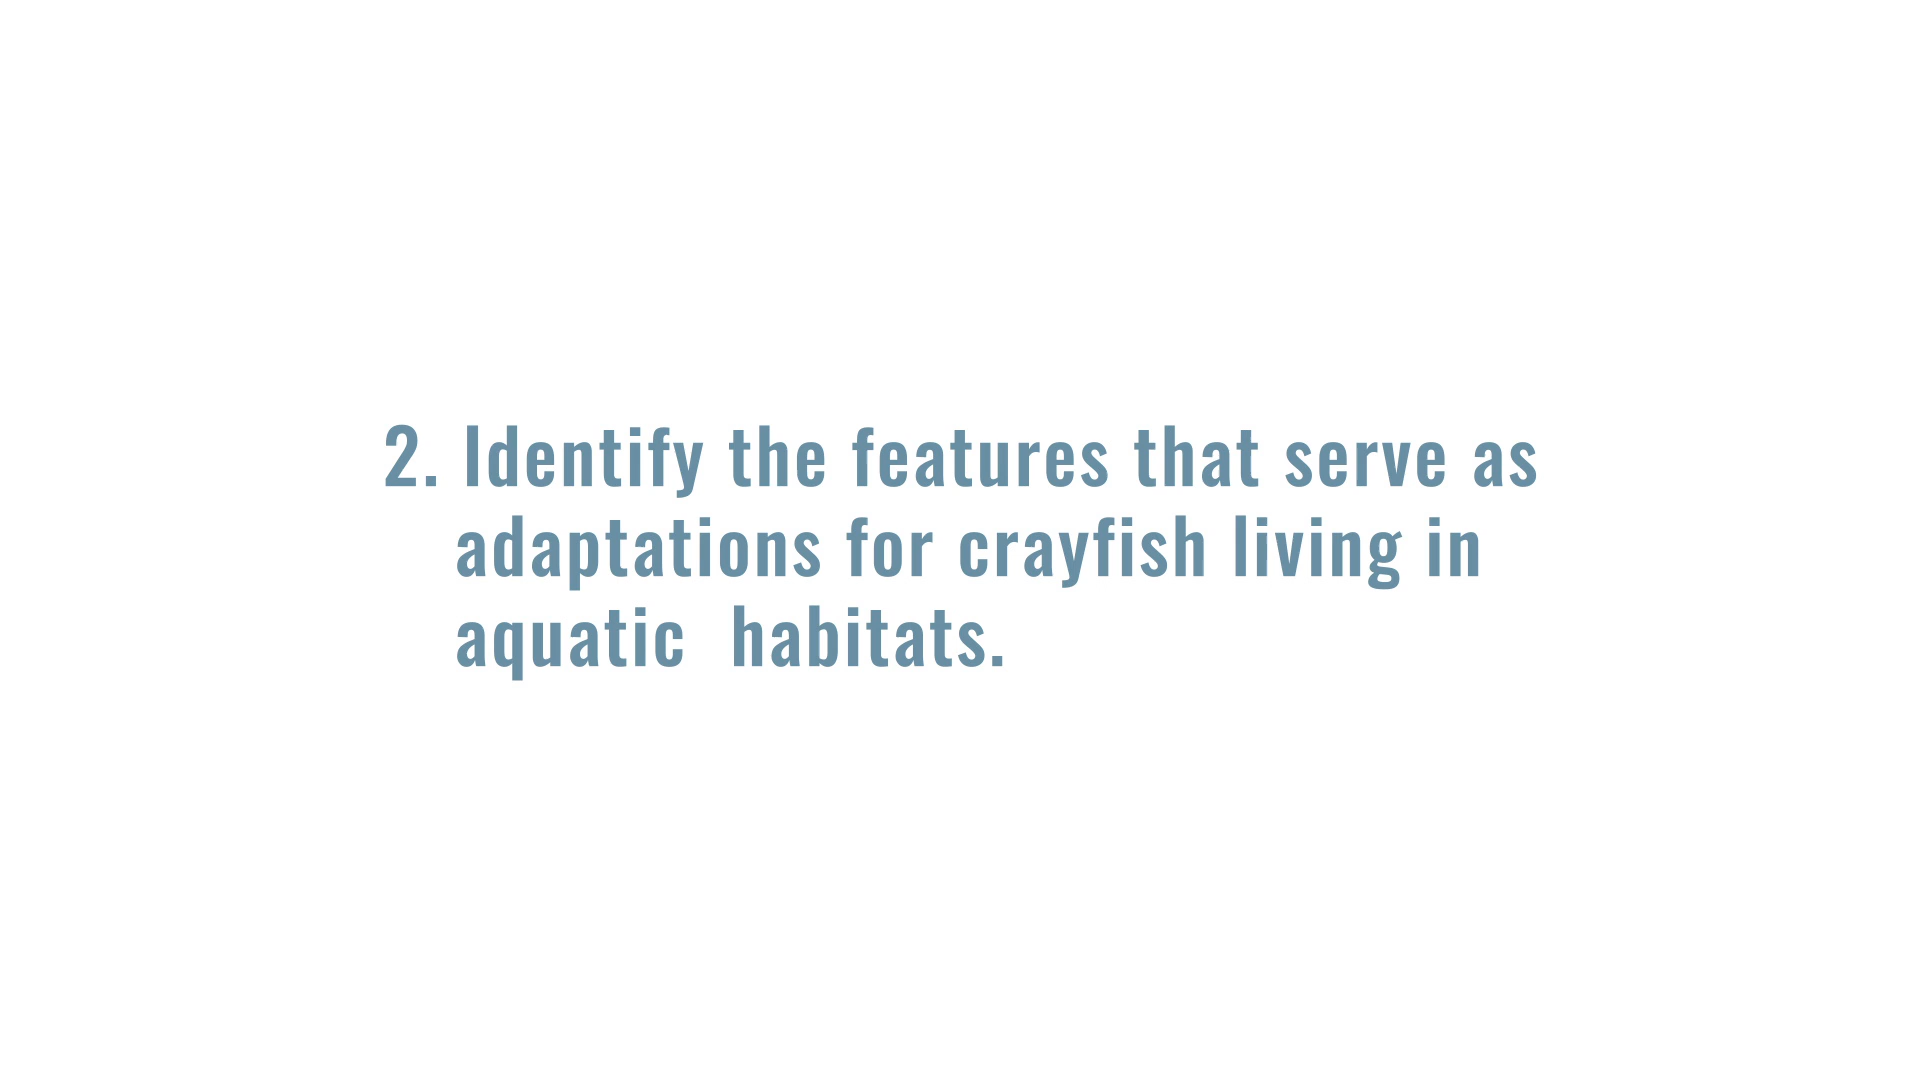 2. Identify the features that serve as
adaptations for crayfish living in
aquatic  habitats.